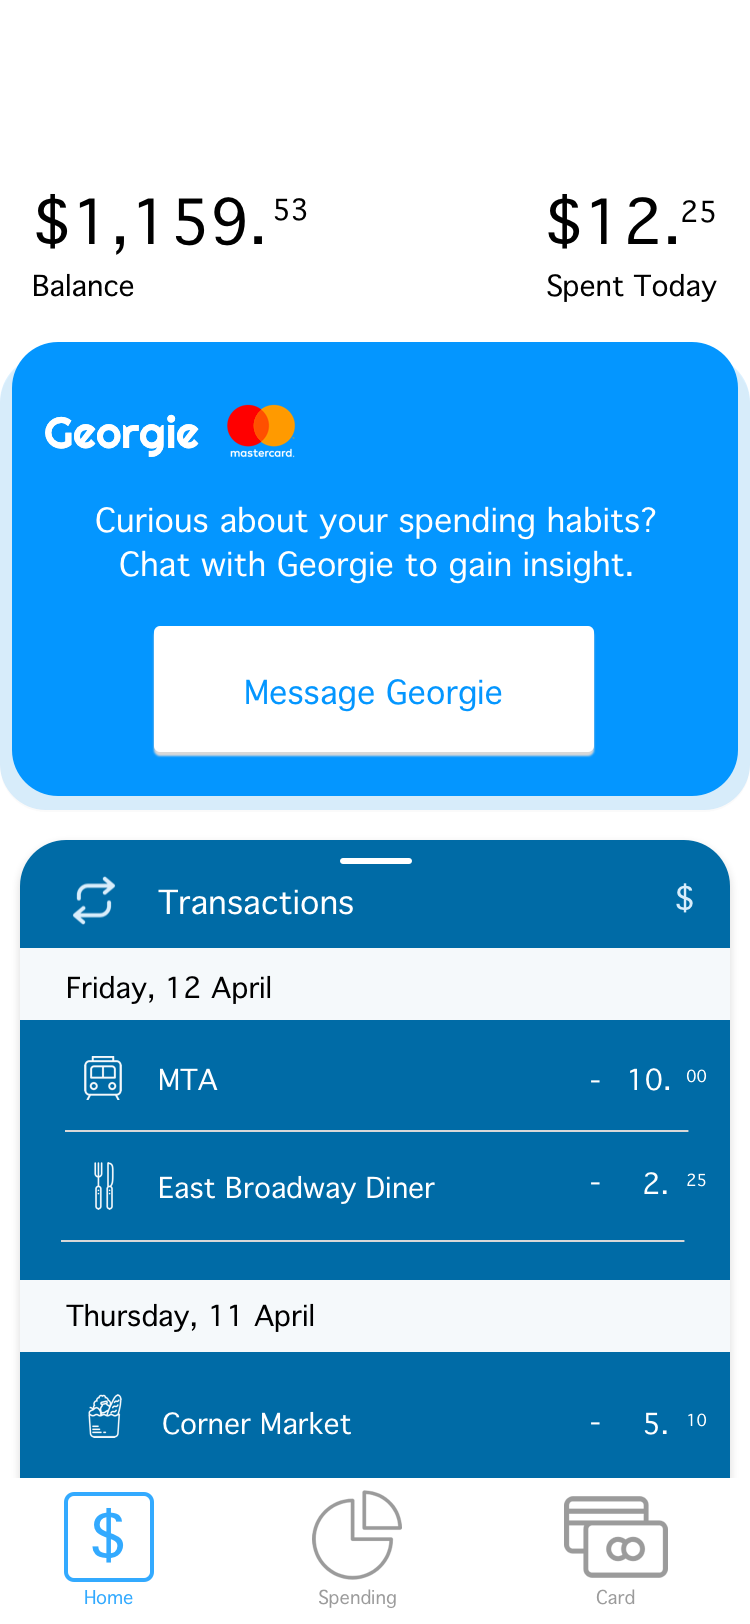 $1,159.53
$12.25
Balance
Spent Today
Georgie
mastercard.
Curious about your spending habits?
Chat with Georgie to gain insight.
Message Georgie
Transactions
$
Friday, 12 April
MTA - 10. 00
East Broadway Diner - 2. 25
Thursday, 11 April
Corner Market - 5. 10
$
Home
Spending
Card